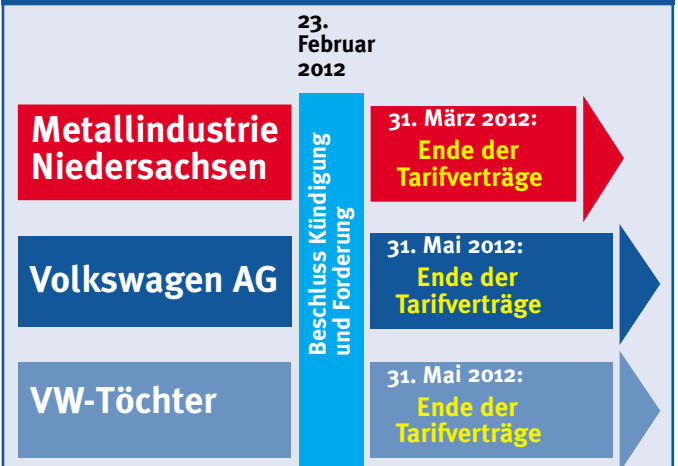 23.
Februar
2012
Metallindustrie
Niedersachsen
Beschluss Kündigung
und Forderung
31. März 2012:
Ende der
Tarifverträge
Volkswagen AG
31. Mai 2012:
Ende der
Tarifverträge
VW-Töchter
31. Mai 2012:
Ende der
Tarifverträge